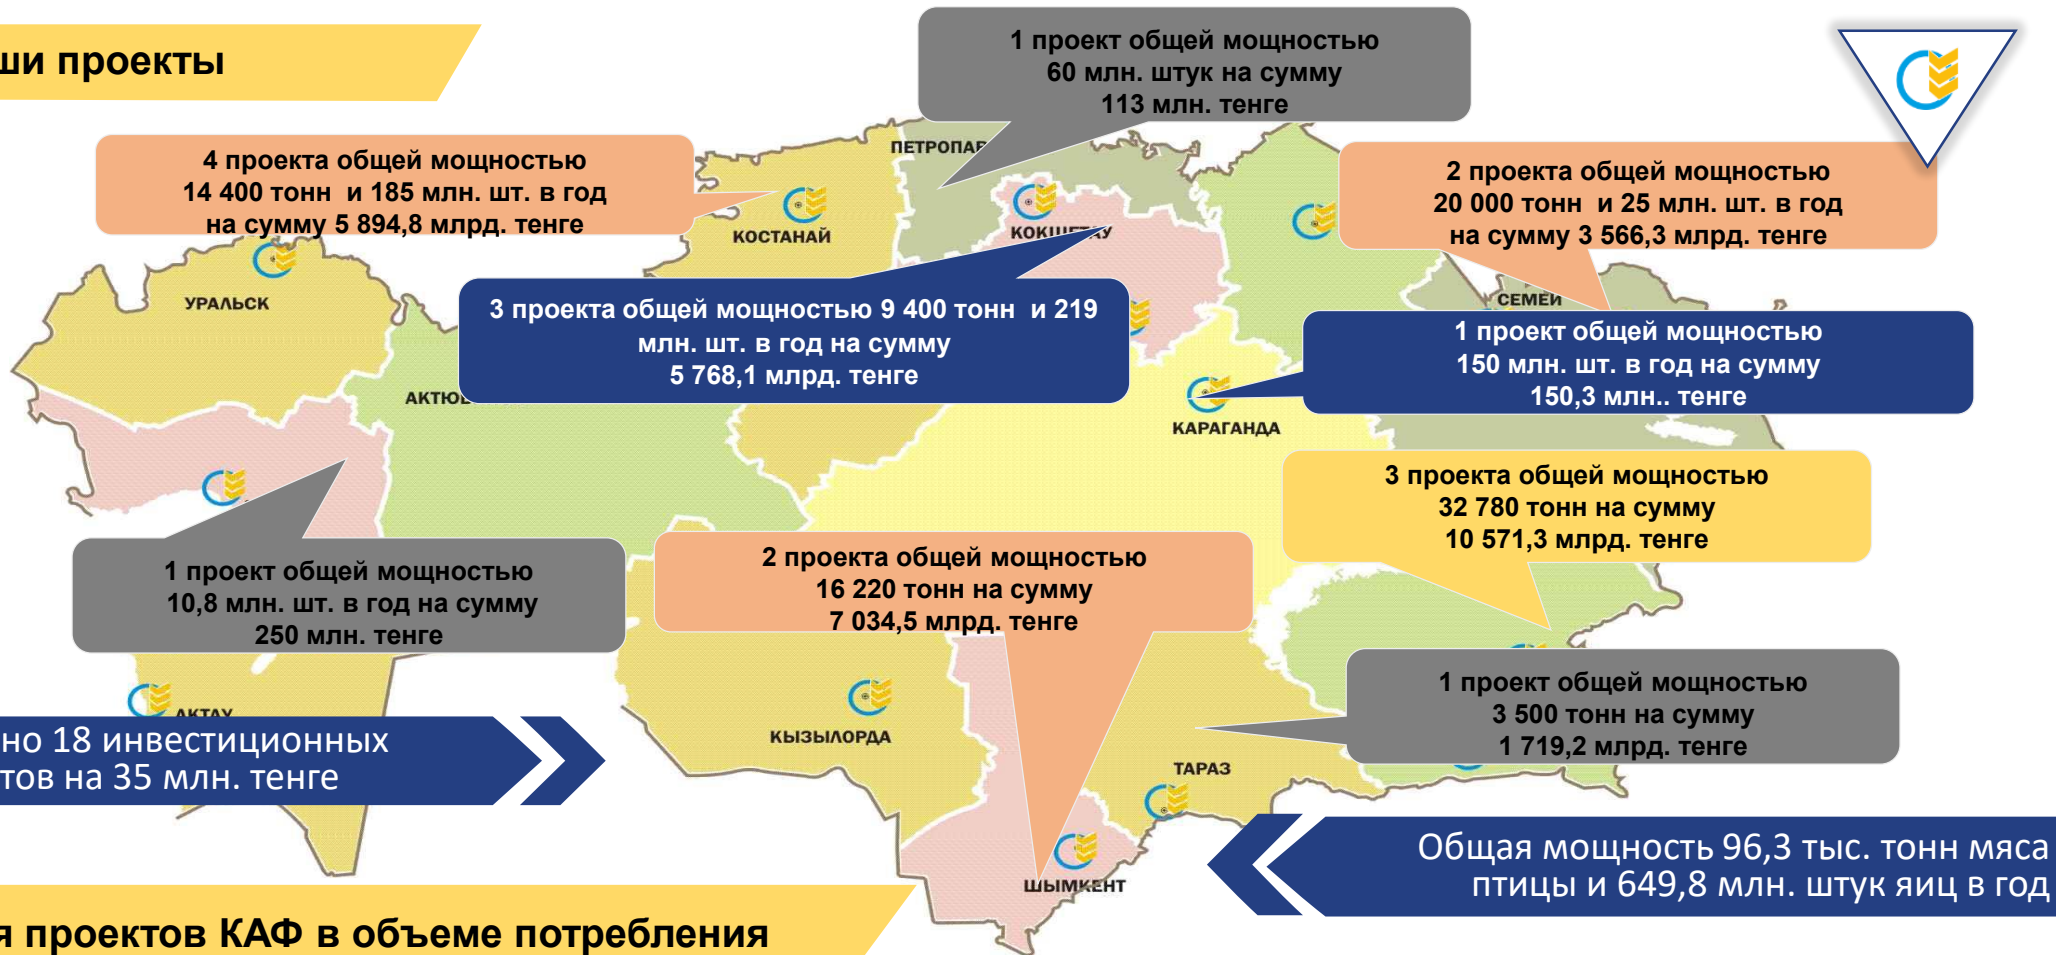 ши проекты
1 проект общей мощностью
60 млн. штук на сумму
113 млн. тенге
4 проекта общей мощностью
14 400 тонн и 185 млн. шт. в год
на сумму 5 894,8 млрд. тенге
2 проекта общей мощностью
20 000 тонн и 25 млн. шт. в год
на сумму 3 566,3 млрд. тенге
ПЕТРОПАВ
КОСТАНАЙ
КОКШЕТАУ
УРАЛЬСК
СЕМЕЙ
3 проекта общей мощностью 9 400 тонн и 219
млн. шт. в год на сумму
5 768,1 млрд. тенге
1 проект общей мощностью
150 млн. шт. в год на сумму
150,3 млн.. тенге
АКТЮБ
КАРАГАНДА
3 проекта общей мощностью
32 780 тонн на сумму
10 571,3 млрд. тенге
1 проект общей мощностью
10,8 млн. шт. в год на сумму
250 млн. тенге
2 проекта общей мощностью
16 220 тонн на сумму
7 034,5 млрд. тенге
1 проект общей мощностью
3 500 тонн на сумму
1 719,2 млрд. тенге
АКТАУ
КЫЗЫЛОРДА
ТАРАЗ
ШЫМКЕНТ
но 18 инвестиционных
тов на 35 млн. тенге
Общая мощность 96,3 тыс. тонн мяса
птицы и 649,8 млн. штук яиц в год
я проектов КАФ в объеме потребления